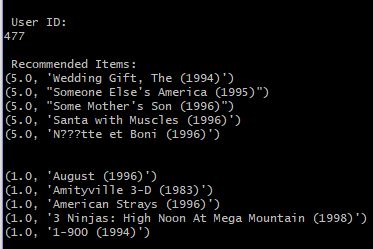 User ID:
477
Recommended Items:
(5.0, 'Wedding Gift, The (1994)')
(5.0, "Someone Else's America (1995)")
(5.0, "Some Mother's Son (1996)")
(5.0, 'Santa with Muscles (1996)')
(5.0, 'N???tte et Boni (1996)')
(1.0, 'August (1996)')
(1.0, 'Amityville 3-D (1983)')
(1.0, 'American Strays (1996)')
(1.0, '3 Ninjas: High Noon At Mega Mountain (1998)')
(1.0, '1-900 (1994)')